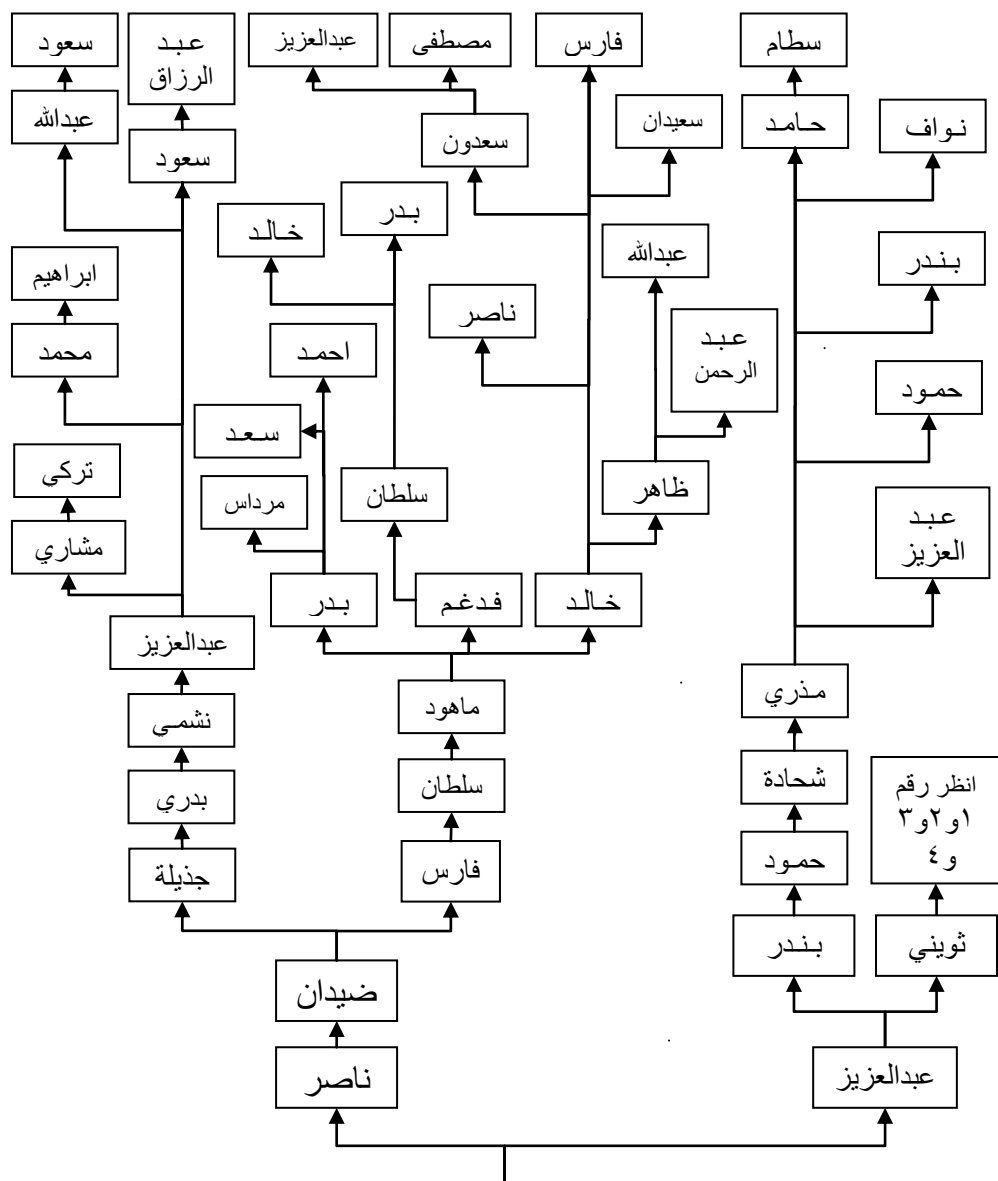 سطام
فارس
مصطفى
عبدالعزيز
عبد
الرزاق
سعود
حامد
نواف
سعيدان
سعدون
سعود
عبدالله
بدر
خالد
عبدالله
بندر
ناصر
ابراهيم
احمد
محمد
عبد
الرحمن
حمود
سعد
تركي
سلطان
ظاهر
مرداس
مشاري
عبد
العزيز
خالد
فدغم
بدر
عبدالعزيز
مذري
ماهود
نشمي
شحادة
سلطان
بدري
انظر رقم
١و٢و٣
و٤
حمود
فارس
جذيلة
ثويني
بندر
ضيدان
عبدالعزيز
ناصر